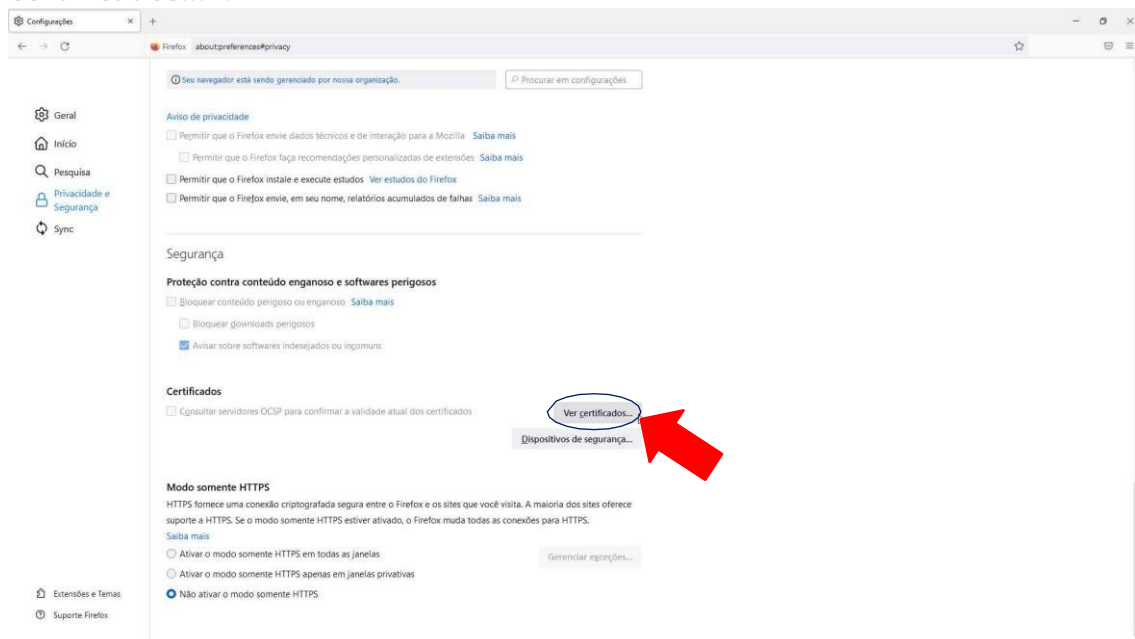 Configurações
Firefox about:preferences#privacy
Seu navegador está sendo gerenciado por nossa organização.
Procurar em configurações
Geral
Início
Pesquisa
Privacidade e
Segurança
Sync
Aviso de privacidade
Permitir que o Firefox envie dados técnicos e de interação para a Mozilla Saiba mais
Permitir que o Firefox faça recomendações personalizadas de extensões Saiba mais
Permitir que o Firefox instale e execute estudos Ver estudos do Firefox
Permitir que o Firefox envie, em seu nome, relatórios acumulados de falhas Saiba mais
Segurança
Proteção contra conteúdo enganoso e softwares perigosos
Bloquear conteúdo perigoso ou enganoso Saiba mais
Bloquear downloads perigosos
Avisar sobre softwares indesejados ou incomuns
Certificados
Consultar servidores OCSP para confirmar a validade atual dos certificados
Ver certificados...
Dispositivos de segurança...
Modo somente HTTPS
HTTPS fornece uma conexão criptografada segura entre o Firefox e os sites que você visita. A maioria dos sites oferece
suporte a HTTPS. Se o modo somente HTTPS estiver ativado, o Firefox muda todas as conexões para HTTPS.
Saiba mais
Ativar o modo somente HTTPS em todas as janelas
Gerenciar exceções...
Ativar o modo somente HTTPS apenas em janelas privativas
Não ativar o modo somente HTTPS
Extensões e Temas
Suporte Firefox